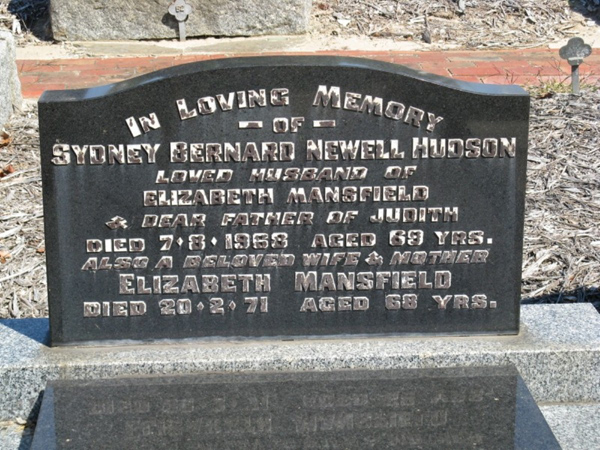 IN LOVING MEMORY
- OF -
SYDNEY BERNARD NEWELL HUDSON
LOVED HUSBAND OF
ELIZABETH MANSFIELD
& DEAR FATHER OF JUDITH
DIED 7·8·1958 AGED 69 YRS.
ALSO A BELOVED WIFE & MOTHER
ELIZABETH MANSFIELD
DIED 20·2·71 AGED 68 YRS.